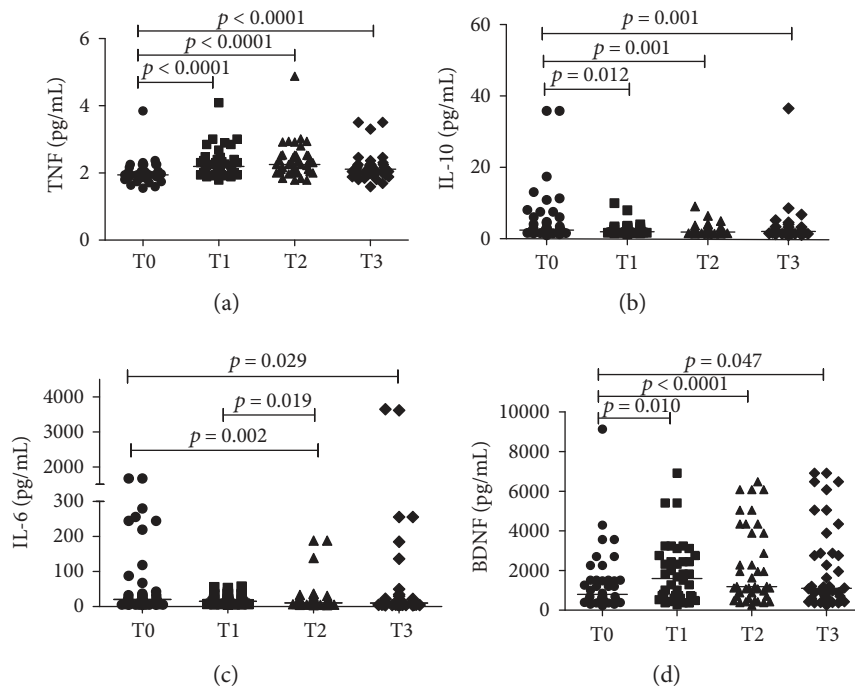 p < 0.0001
p < 0.0001
p < 0.0001
TNF (pg/mL)
6
4
2
0
T0 T1 T2 T3
(a)
p = 0.001
p = 0.001
p = 0.012
IL-10 (pg/mL)
60
40
20
0
T0 T1 T2 T3
(b)
p = 0.029
p = 0.019
p = 0.002
IL-6 (pg/mL)
4000
3000
2000
300
200
100
0
T0 T1 T2 T3
(c)
p = 0.047
p < 0.0001
p = 0.010
BDNF (pg/mL)
10000
8000
6000
4000
2000
0
T0 T1 T2 T3
(d)